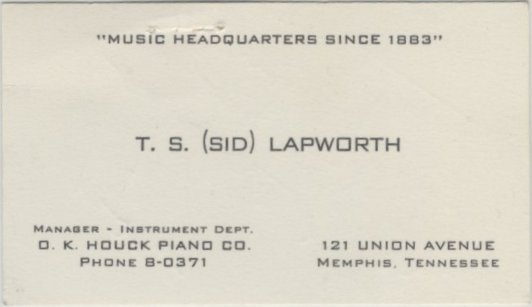 "MUSIC HEADQUARTERS SINCE 1883"
T. S. (SID) LAPWORTH
MANAGER - INSTRUMENT DEPT.
O. K. HOUCK PIANO CO.
PHONE 8-0371
121 UNION AVENUE
MEMPHIS, TENNESSEE